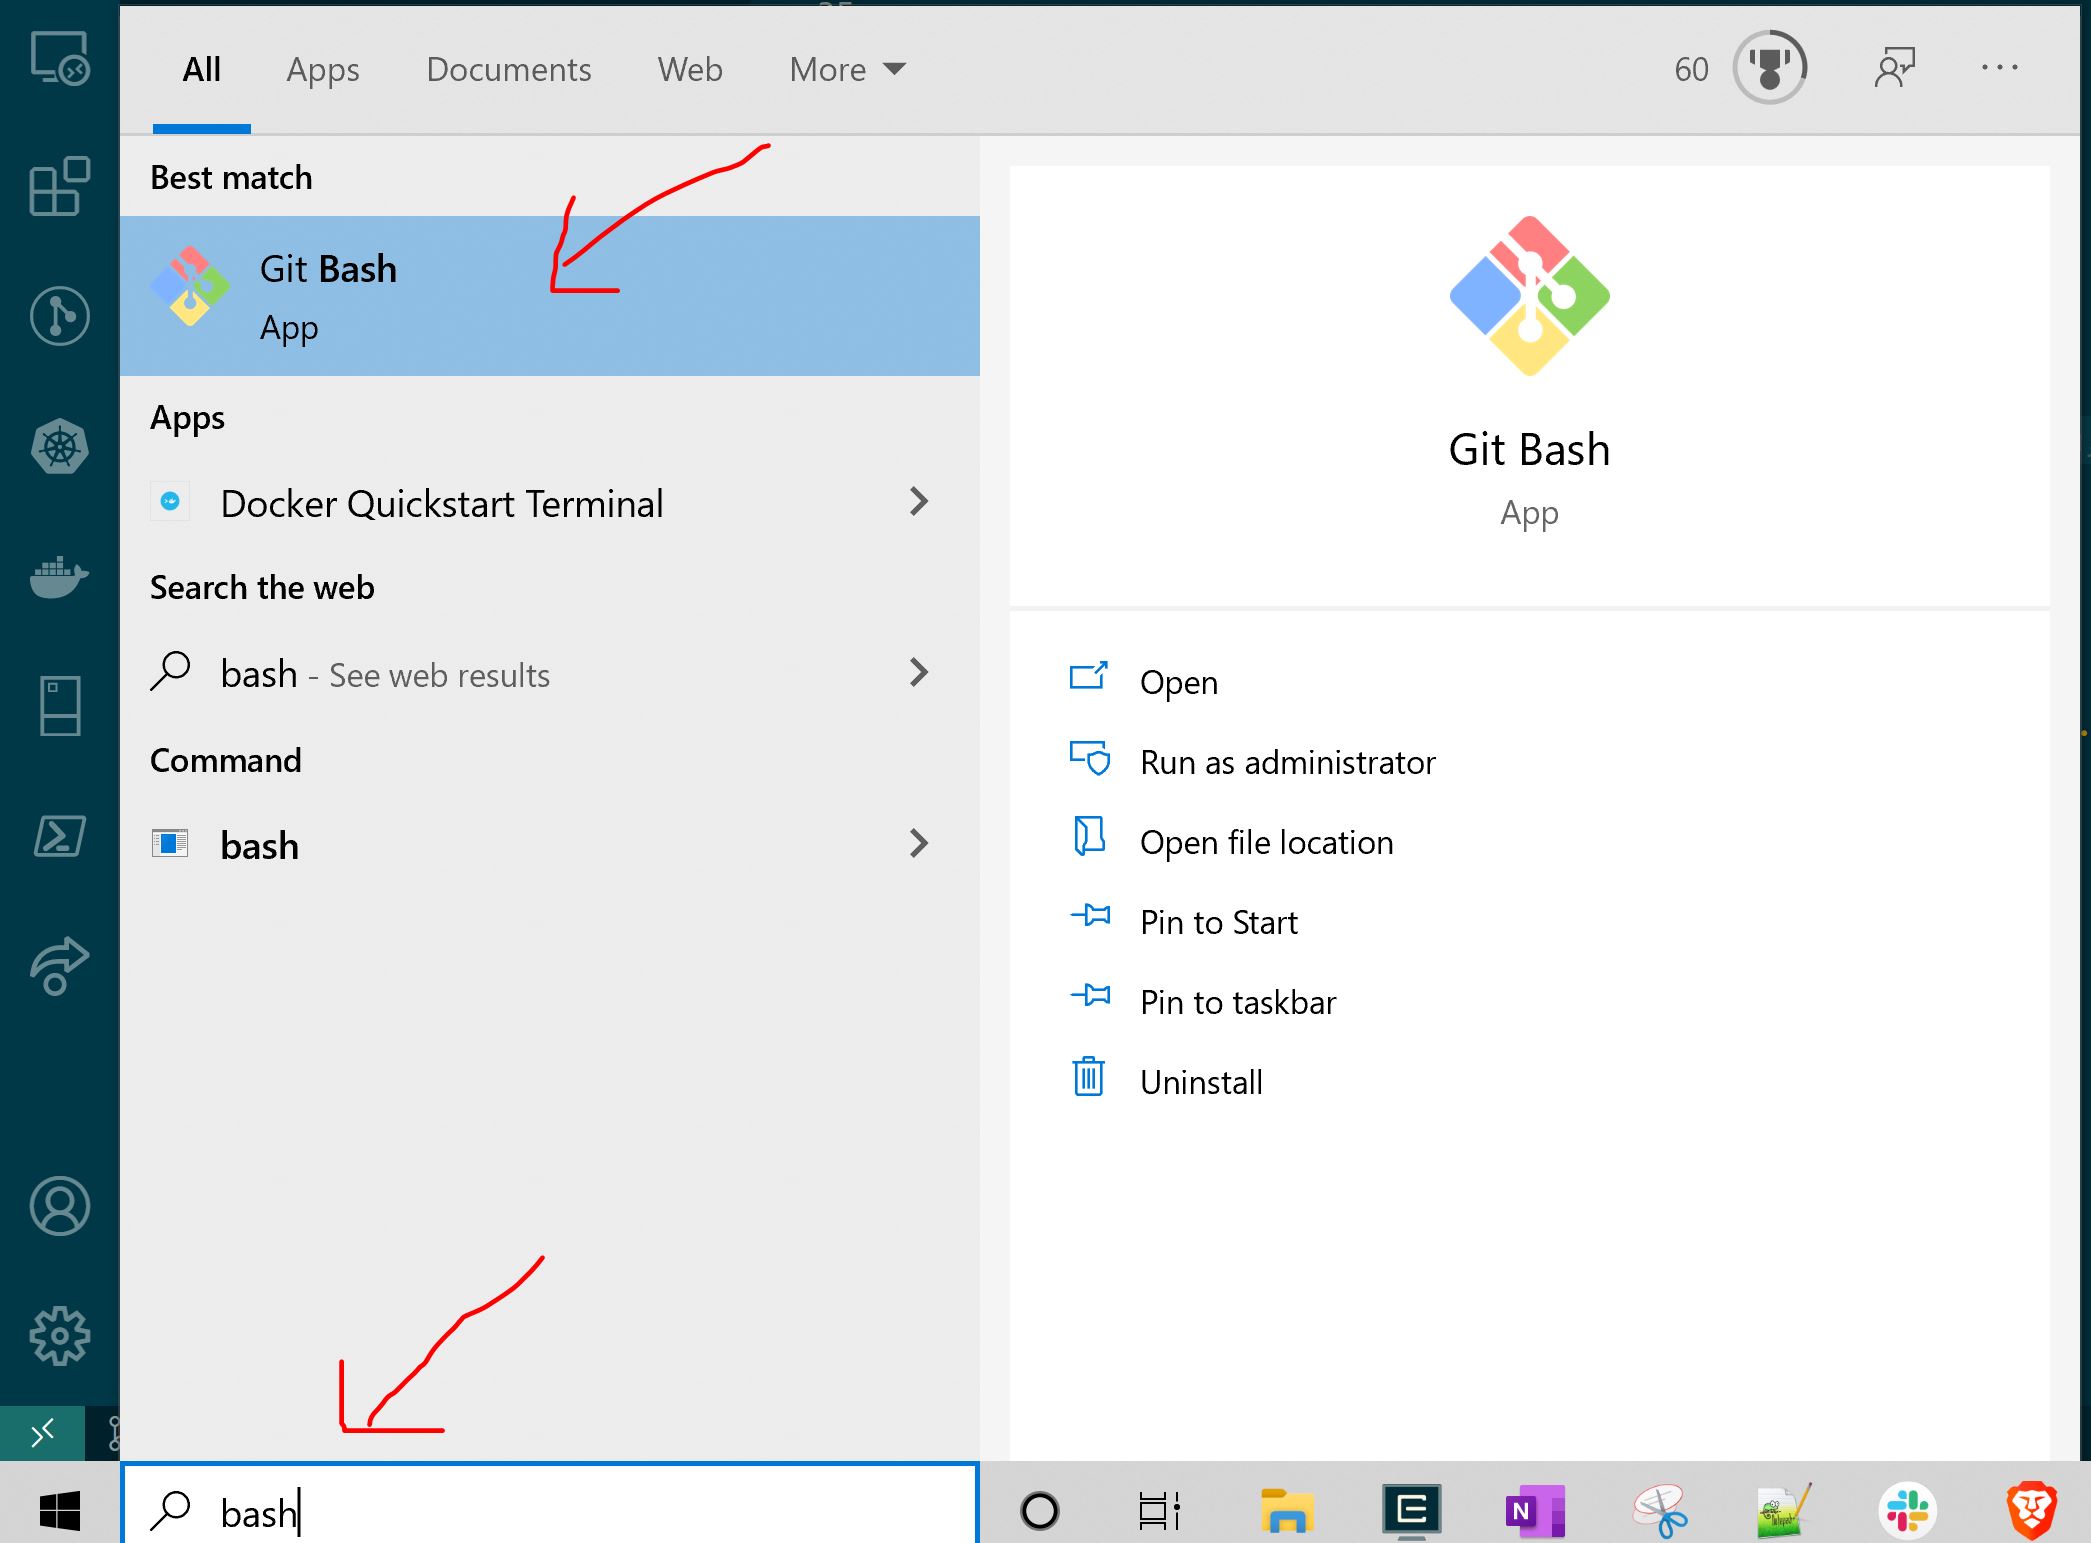 All Apps Documents Web More 60
Best match
Git Bash
App
Apps
Docker Quickstart Terminal
Search the web
bash - See web results
Command
bash
Git Bash
App
Open
Run as administrator
Open file location
Pin to Start
Pin to taskbar
Uninstall
bash
E
N